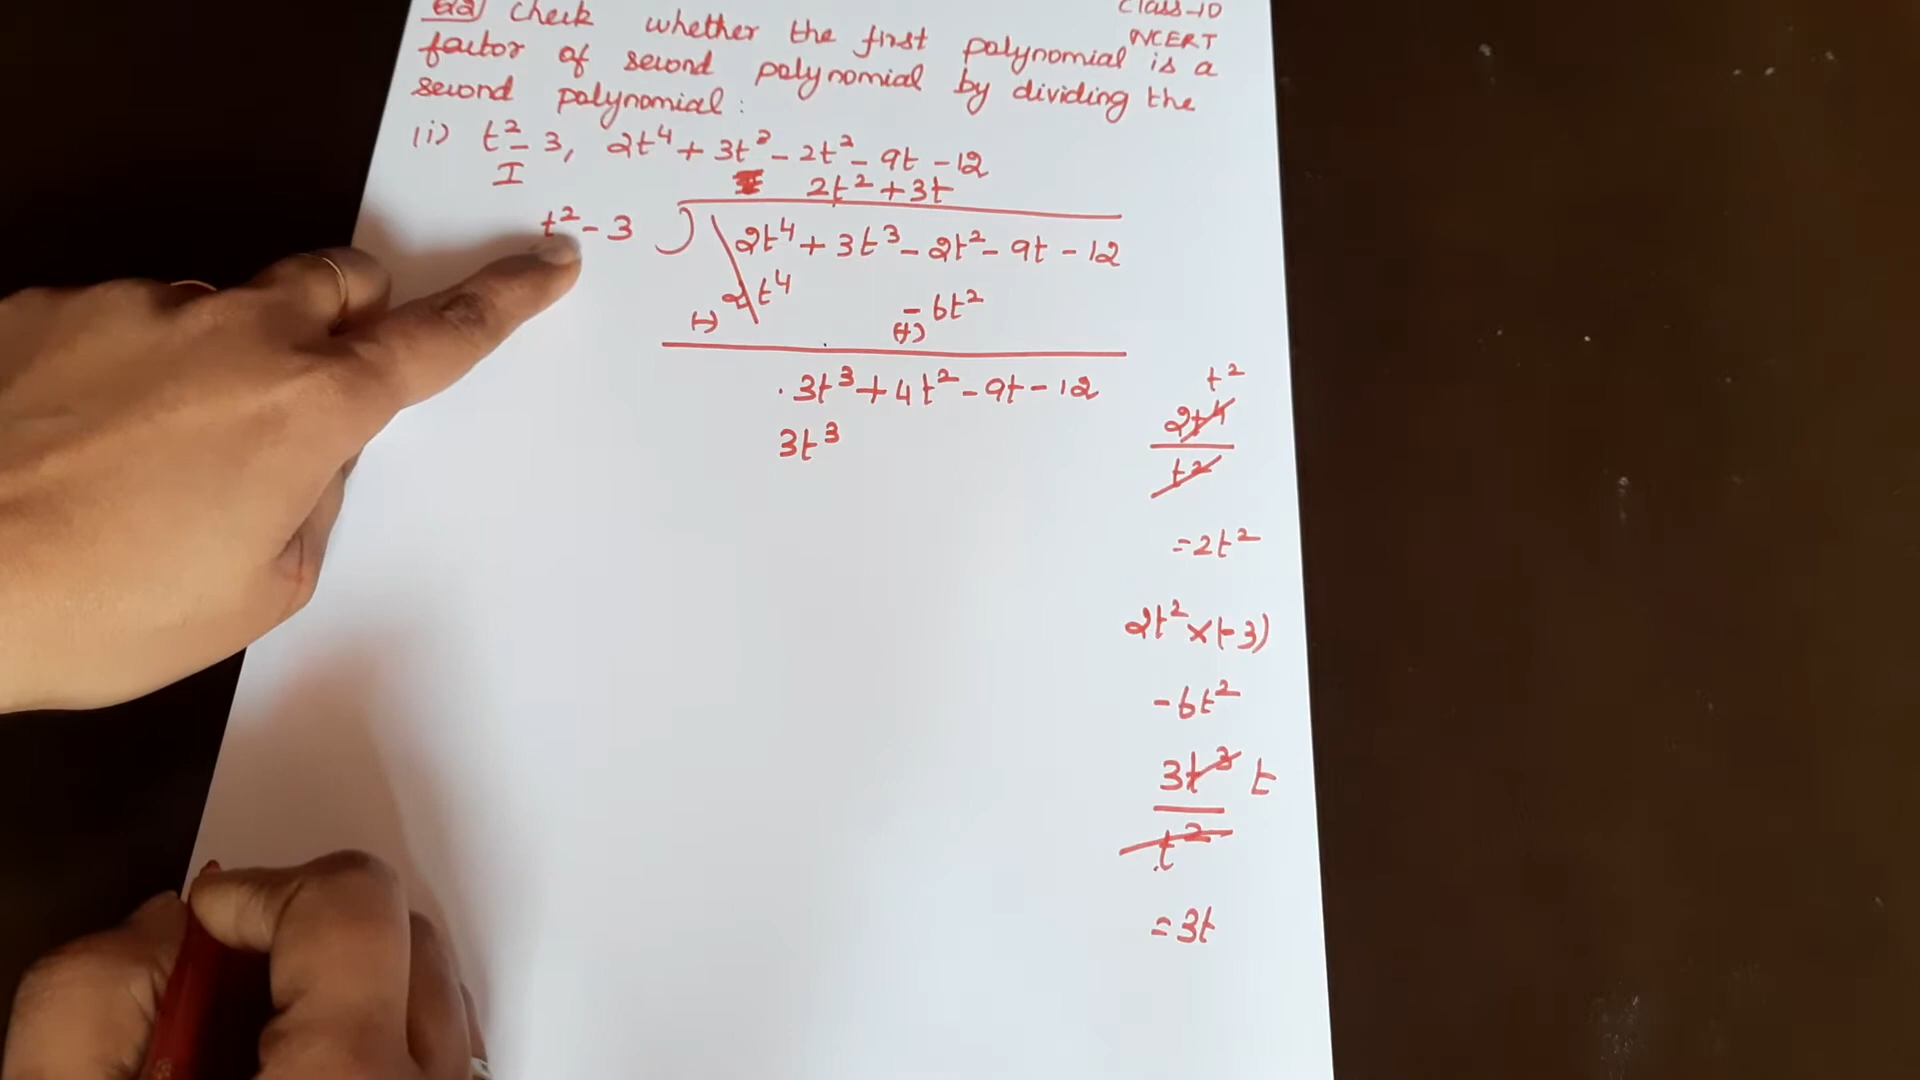 Q2) Check whether the first polynomial is a
Class-10
NCERT
factor of second polynomial by dividing the
second polynomial :
(i) t² - 3, 2t⁴ + 3t³ - 2t² - 9t - 12
I
2t² + 3t
t² - 3 ) 2t⁴ + 3t³ - 2t² - 9t - 12
2t⁴ - 6t²
(-) (+)
3t³ + 4t² - 9t - 12
3t³
t²
2t⁴
t²
= 2t²
2t² × (-3)
- 6t²
3t³ t
t²
= 3t